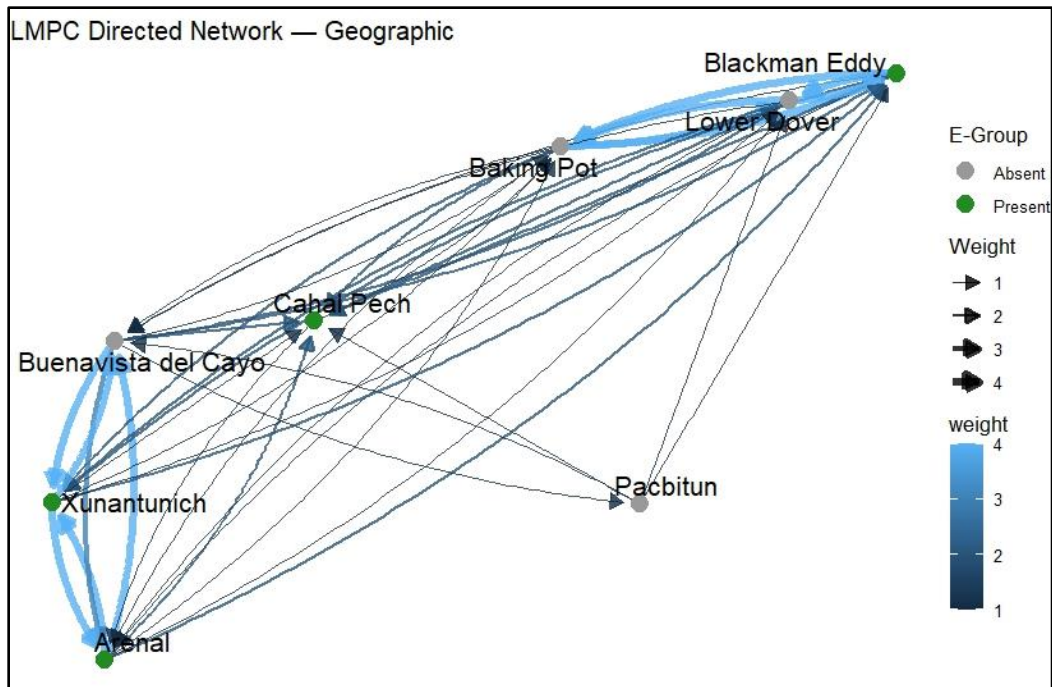 LMPC Directed Network — Geographic
Blackman Eddy
Lower Dover
Baking Pot
Cahal Pech
Buenavista del Cayo
Xunantunich
Pacbitun
Arenal
E-Group
Absent
Present
Weight
1
2
3
4
weight
4
3
2
1